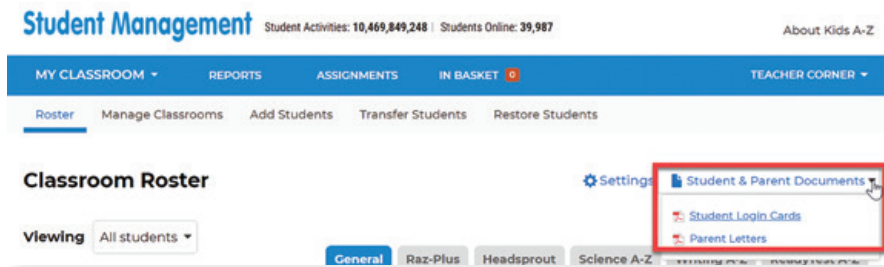 Student Management Student Activities: 10,469,849,248 | Students Online: 39,987 About Kids A-Z
MY CLASSROOM REPORTS ASSIGNMENTS IN BASKET 0 TEACHER CORNER
Roster Manage Classrooms Add Students Transfer Students Restore Students
Classroom Roster Settings Student & Parent Documents
Student Login Cards
Viewing All students Parent Letters
General Raz-Plus Headsprout Science A-Z Writing A-Z ReadyTest A-Z